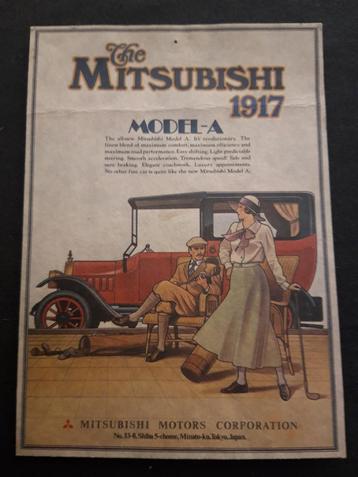 The
MITSUBISHI
1917
MODEL-A
The all-new Mitsubishi Model A. It's revolutionary. The
finest blend of maximum comfort, maximum efficiency and
maximum road performance. Easy shifting. Light predictable
steering. Smooth acceleration. Tremendous speed! Safe and
sure braking. Elegant coachwork. Luxury appointments.
No other fine car is quite like the new Mitsubishi Model A.
MITSUBISHI MOTORS CORPORATION
No. 33-8, Shiba 5-chome, Minato-ku, Tokyo, Japan.